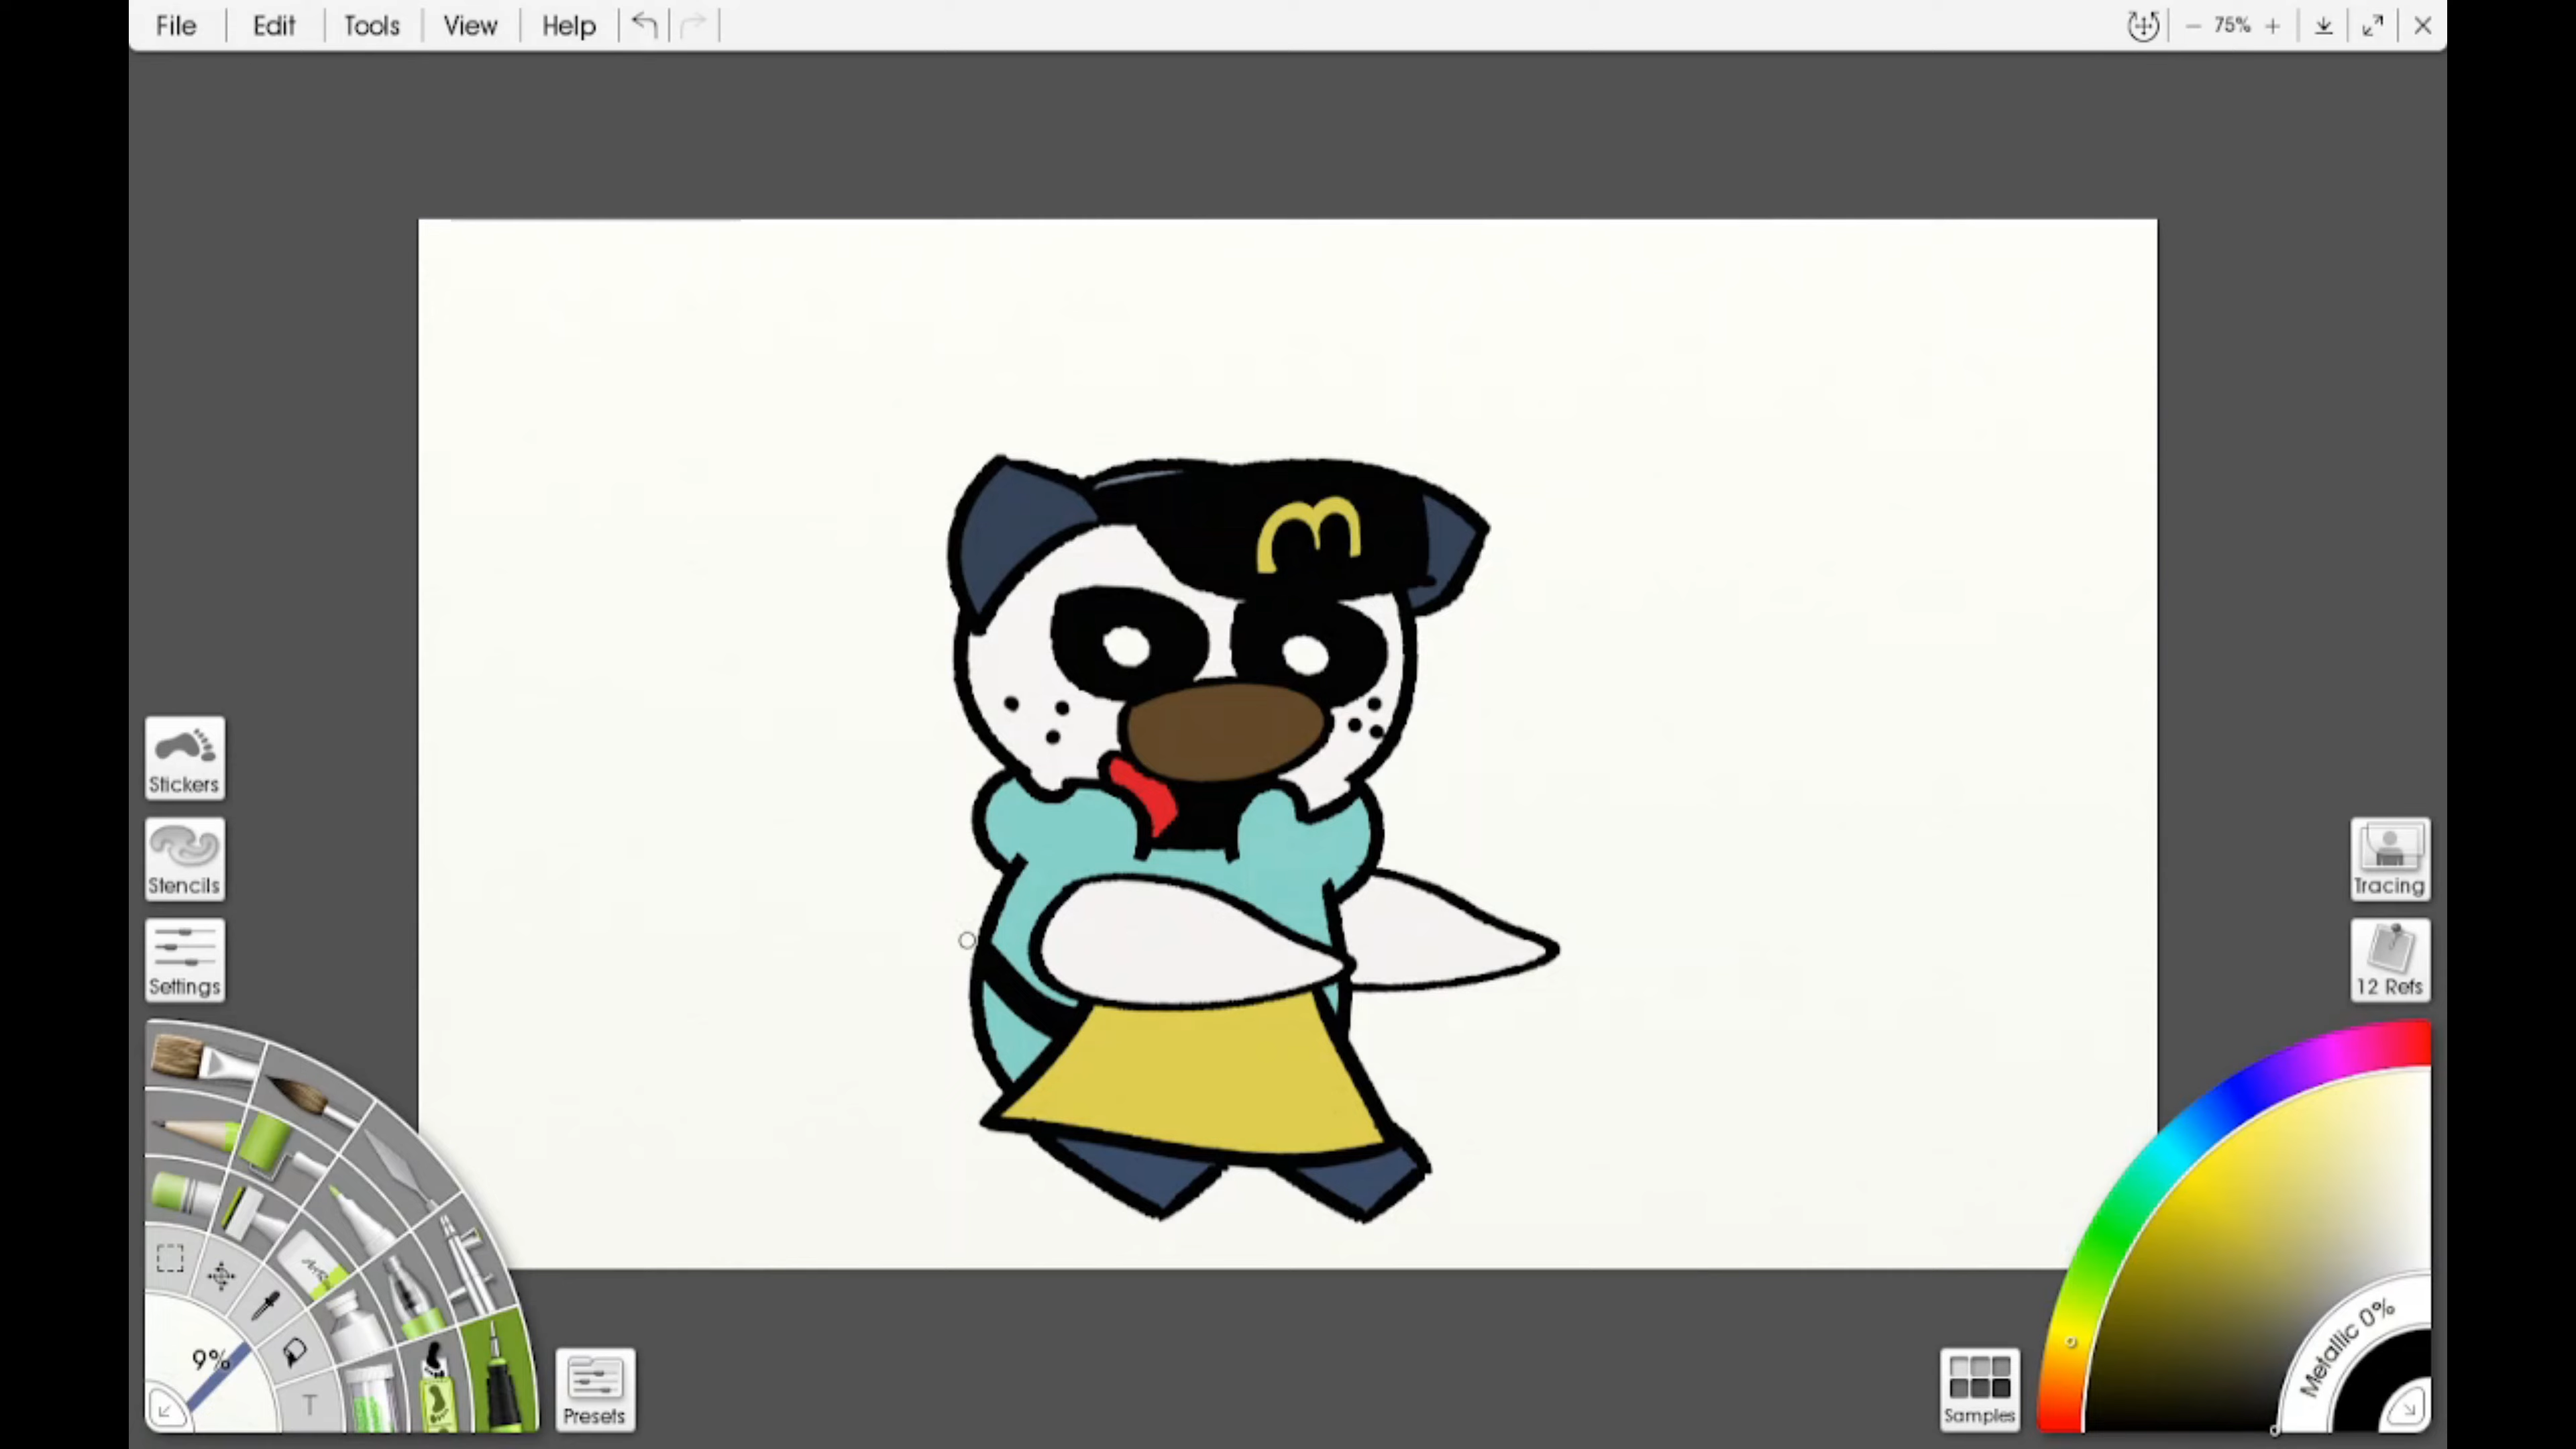 File Edit Tools View Help
75%
m
Stickers
Stencils
Settings
Tracing
12 Refs
9%
T
Presets
Samples
Metallic 0%